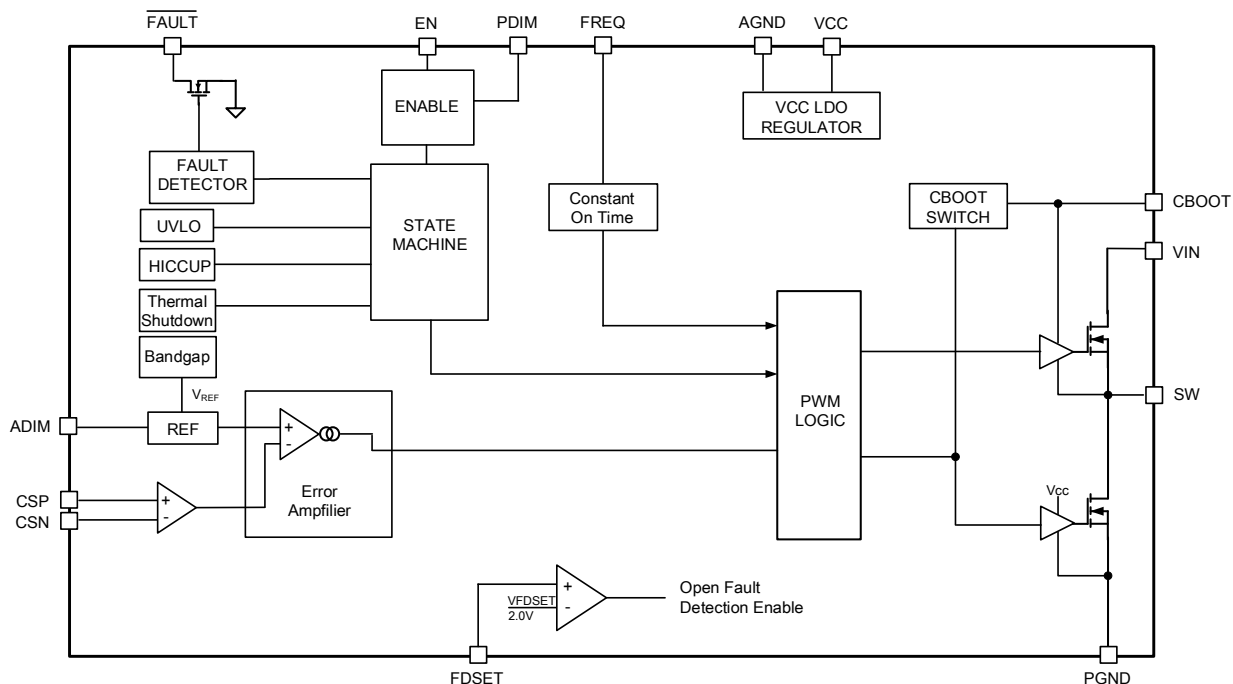 FAULT
EN
PDIM
FREQ
AGND
VCC
ENABLE
VCC LDO
REGULATOR
FAULT
DETECTOR
STATE
MACHINE
Constant
On Time
CBOOT
SWITCH
CBOOT
UVLO
VIN
HICCUP
Thermal
Shutdown
Bandgap
VREF
PWM
LOGIC
SW
ADIM
REF
+
-
CSP
CSN
+
-
Error
Ampfilier
Vcc
VFDSET
2.0V
+
-
Open Fault
Detection Enable
FDSET
PGND